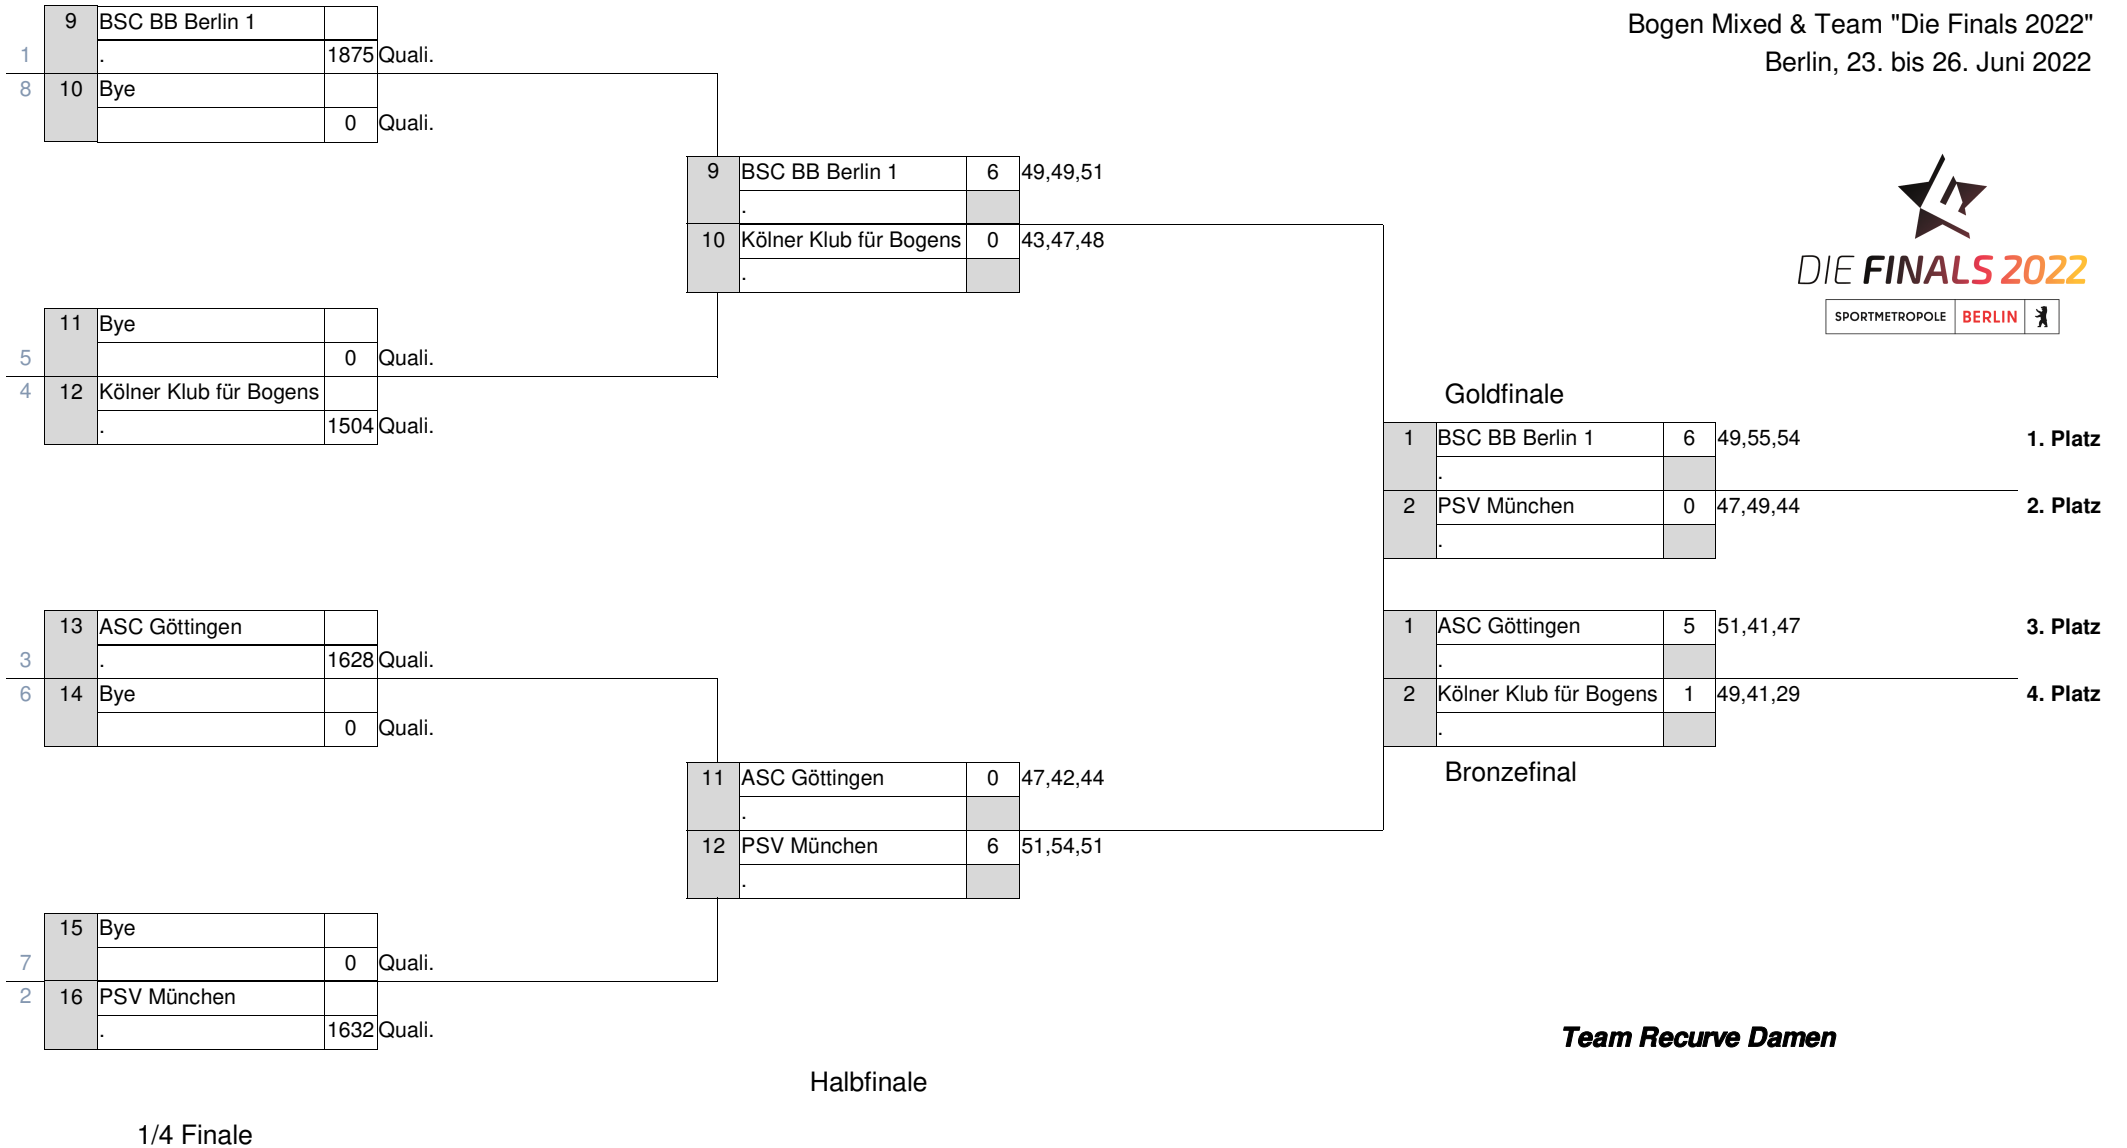 Bogen Mixed & Team "Die Finals 2022"
Berlin, 23. bis 26. Juni 2022
DIE FINALS 2022
SPORTMETROPOLE BERLIN
9 BSC BB Berlin 1
1 . 1875 Quali.
8 10 Bye
0 Quali.
11 Bye
5 0 Quali.
4 12 Kölner Klub für Bogens
. 1504 Quali.
13 ASC Göttingen
3 . 1628 Quali.
6 14 Bye
0 Quali.
15 Bye
7 0 Quali.
2 16 PSV München
. 1632 Quali.
1/4 Finale
9 BSC BB Berlin 1 6 49,49,51
.
10 Kölner Klub für Bogens 0 43,47,48
.
11 ASC Göttingen 0 47,42,44
.
12 PSV München 6 51,54,51
.
Halbfinale
Goldfinale
1 BSC BB Berlin 1 6 49,55,54 1. Platz
.
2 PSV München 0 47,49,44 2. Platz
.
1 ASC Göttingen 5 51,41,47 3. Platz
.
2 Kölner Klub für Bogens 1 49,41,29 4. Platz
.
Bronzefinal
Team Recurve Damen